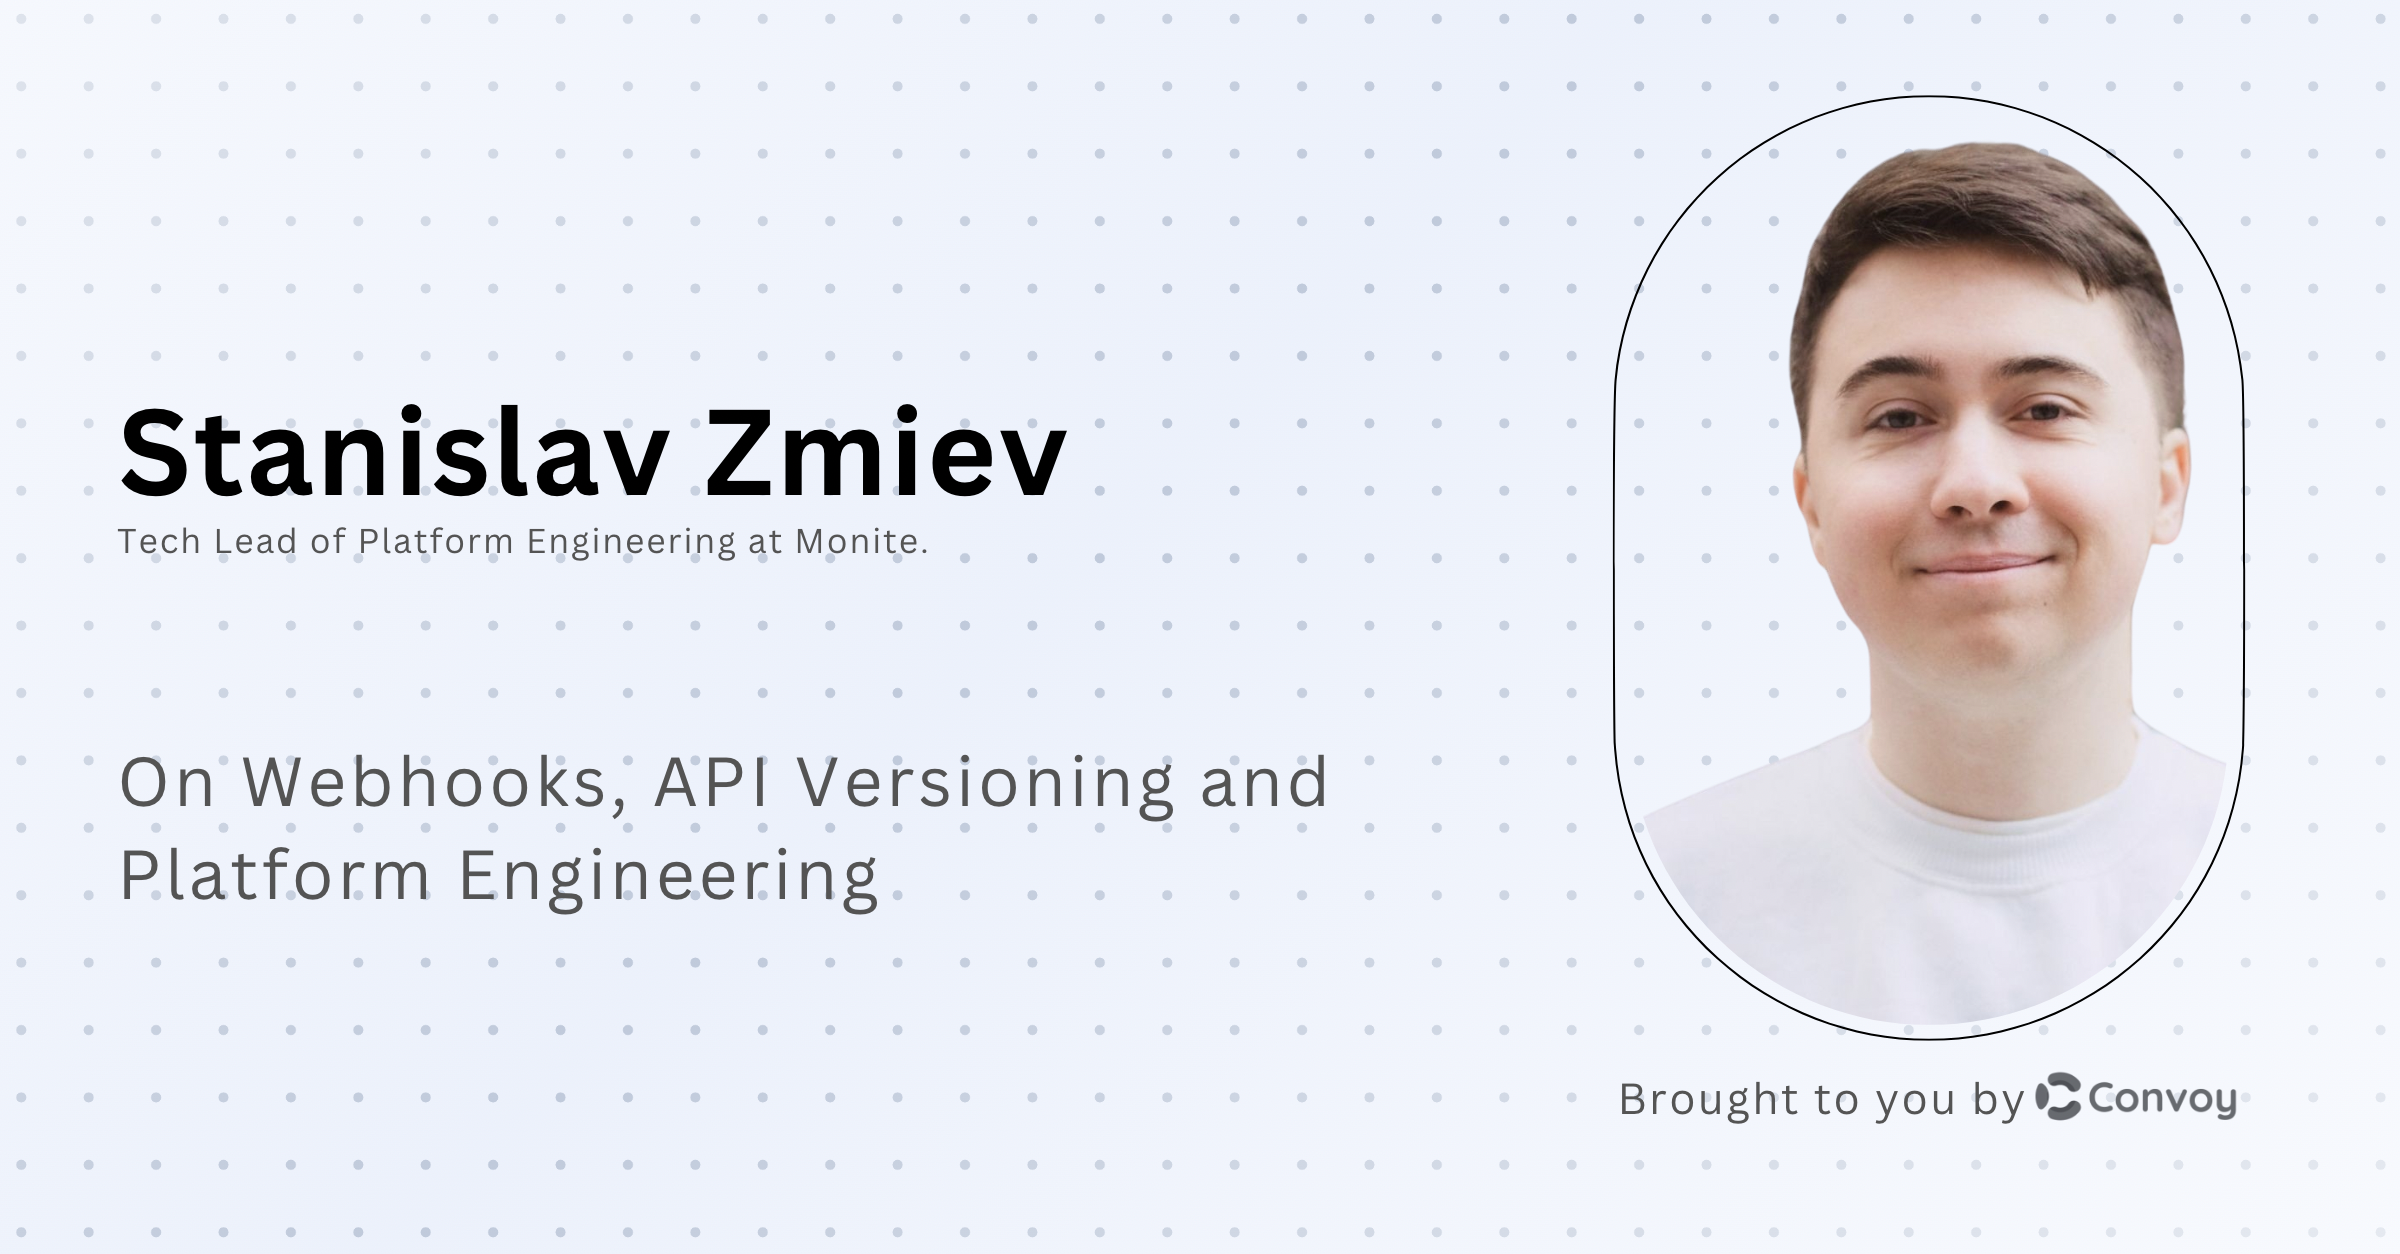 Stanislav Zmiev
Tech Lead of Platform Engineering at Monite.
On Webhooks, API Versioning and
Platform Engineering
Brought to you by Convoy